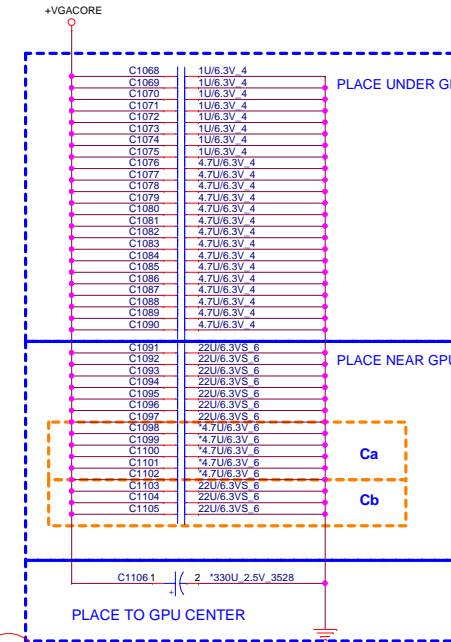 +VGACORE
C1068 1U/6.3V_4
C1069 1U/6.3V_4
PLACE UNDER G
C1070 1U/6.3V_4
C1071 1U/6.3V_4
C1072 1U/6.3V_4
C1073 1U/6.3V_4
C1074 1U/6.3V_4
C1075 1U/6.3V_4
C1076 4.7U/6.3V_4
C1077 4.7U/6.3V_4
C1078 4.7U/6.3V_4
C1079 4.7U/6.3V_4
C1080 4.7U/6.3V_4
C1081 4.7U/6.3V_4
C1082 4.7U/6.3V_4
C1083 4.7U/6.3V_4
C1084 4.7U/6.3V_4
C1085 4.7U/6.3V_4
C1086 4.7U/6.3V_4
C1087 4.7U/6.3V_4
C1088 4.7U/6.3V_4
C1089 4.7U/6.3V_4
C1090 4.7U/6.3V_4
C1091 22U/6.3VS_6
C1092 22U/6.3VS_6
PLACE NEAR GPU
C1093 22U/6.3VS_6
C1094 22U/6.3VS_6
C1095 22U/6.3VS_6
C1096 22U/6.3VS_6
C1097 22U/6.3VS_6
C1098 *4.7U/6.3V_6
C1099 *4.7U/6.3V_6
C1100 *4.7U/6.3V_6
Ca
C1101 *4.7U/6.3V_6
C1102 *4.7U/6.3V_6
C1103 22U/6.3VS_6
C1104 22U/6.3VS_6
Cb
C1105 22U/6.3VS_6
C1106 1 2 *330U_2.5V_3528
+
PLACE TO GPU CENTER